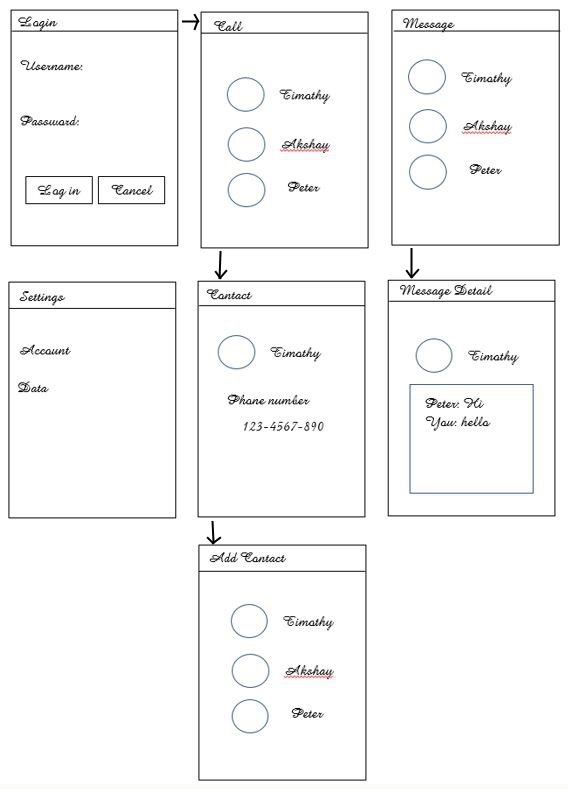 Login
Username:
Password:
Log in
Cancel
Call
Timothy
Akshay
Peter
Message
Timothy
Akshay
Peter
Settings
Account
Data
Contact
Timothy
Phone number
123-4567-890
Message Detail
Timothy
Peter: Hi
You: hello
Add Contact
Timothy
Akshay
Peter